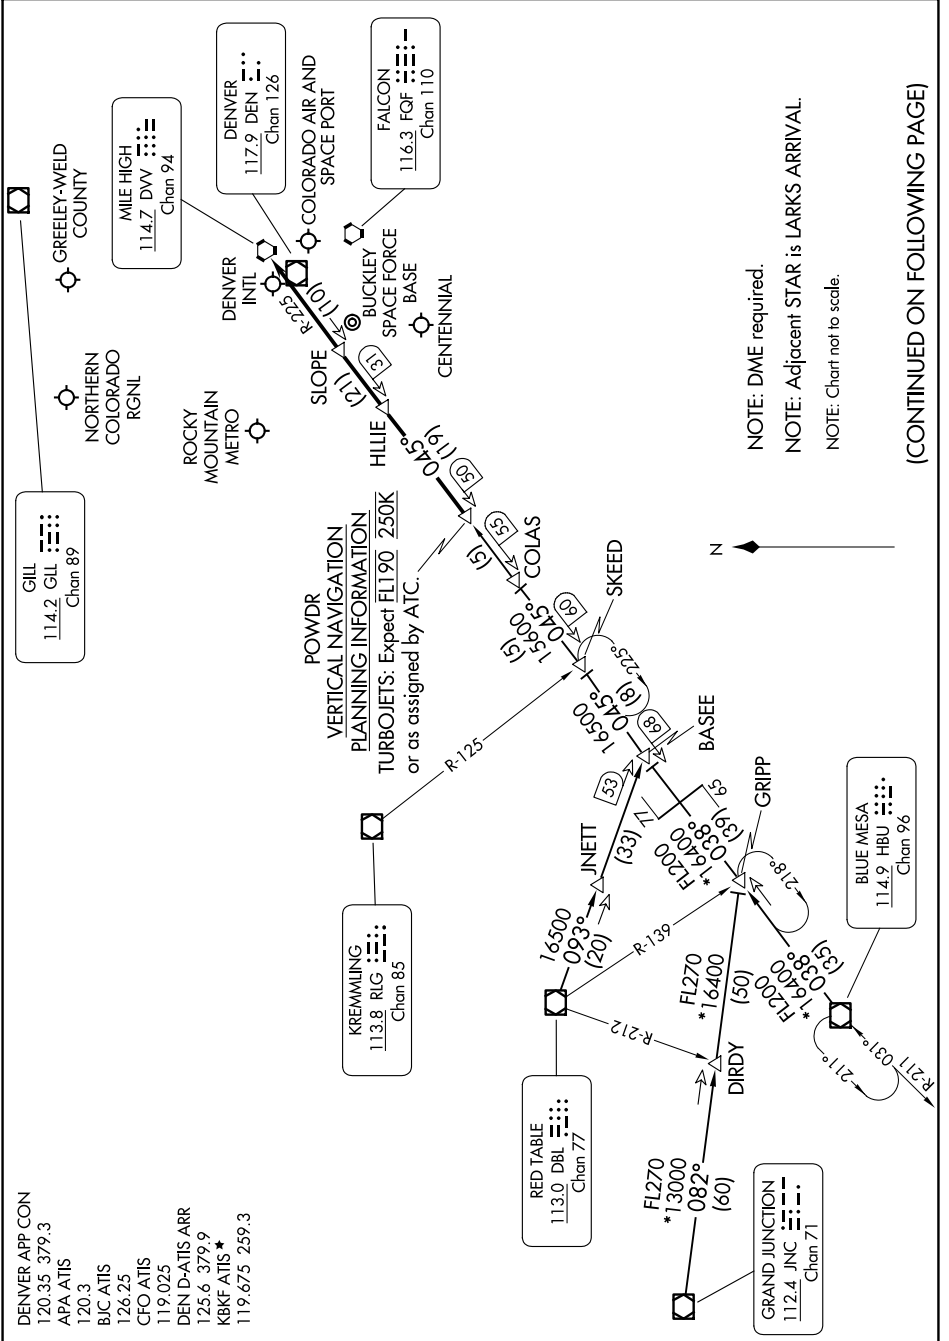 DENVER APP CON
120.35 379.3
APA ATIS
120.3
BJC ATIS
126.25
CFO ATIS
119.025
DEN D-ATIS ARR
125.6 379.9
KBKF ATIS★
119.675 259.3
GILL
114.2 GLL
Chan 89
GREELEY-WELD
COUNTY
NORTHERN
COLORADO
RGNL
ROCKY
MOUNTAIN
METRO
MILE HIGH
114.7 DVV
Chan 94
DENVER
117.9 DEN
Chan 126
DENVER
INTL
COLORADO AIR AND
SPACE PORT
FALCON
116.3 FQF
Chan 110
BUCKLEY
SPACE FORCE
BASE
CENTENNIAL
R-225
(10)
SLOPE
31
(21)
HLLIE
045°
(19)
50
POWDR
VERTICAL NAVIGATION
PLANNING INFORMATION
TURBOJETS: Expect FL190 250K
or as assigned by ATC.
(5)
55
COLAS
(5)
15600
045°
60
SKEED
225°
16500
045°
(8)
68
BASEE
KREMMLING
113.8 RLG
Chan 85
R-125
RED TABLE
113.0 DBL
Chan 77
16500
093°
(20)
JNETT
(33)
53
R-139
R-212
77
65
FL200
*16400
038°
(39)
GRIPP
218°
FL270
*16400
(50)
DIRDY
FL270
*13000
082°
(60)
GRAND JUNCTION
112.4 JNC
Chan 71
FL200
*16400
038°
(35)
BLUE MESA
114.9 HBU
Chan 96
211°
031°
R-211
N
NOTE: DME required.
NOTE: Adjacent STAR is LARKS ARRIVAL.
NOTE: Chart not to scale.
(CONTINUED ON FOLLOWING PAGE)